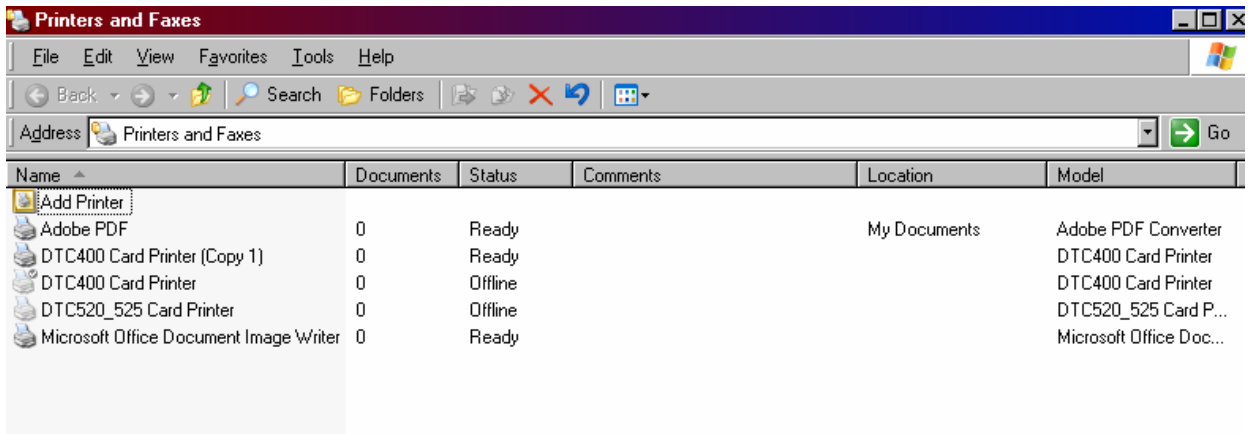 Printers and Faxes
File Edit View Favorites Tools Help
Back Search Folders
Address Printers and Faxes Go
Name Documents Status Comments Location Model
Add Printer
Adobe PDF 0 Ready My Documents Adobe PDF Converter
DTC400 Card Printer (Copy 1) 0 Ready DTC400 Card Printer
DTC400 Card Printer 0 Offline DTC400 Card Printer
DTC520_525 Card Printer 0 Offline DTC520_525 Card P...
Microsoft Office Document Image Writer 0 Ready Microsoft Office Doc...